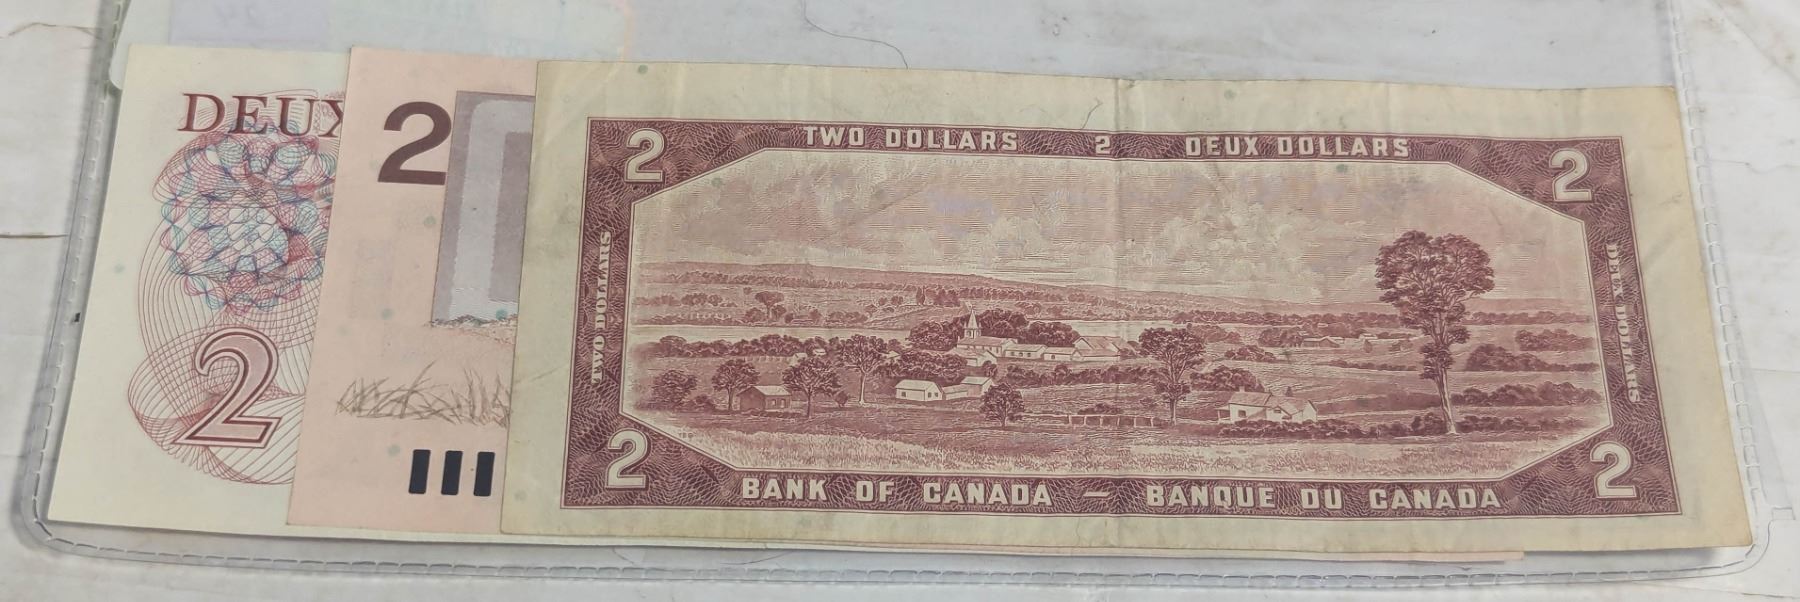 DEUX
2
2
2 TWO DOLLARS 2 DEUX DOLLARS 2
TWO DOLLARS
DEUX DOLLARS
2 BANK OF CANADA — BANQUE DU CANADA 2